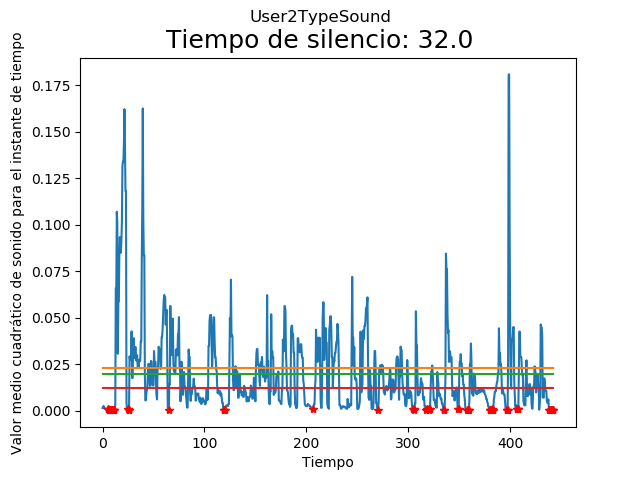 User2TypeSound
Tiempo de silencio: 32.0
Valor medio cuadrático de sonido para el instante de tiempo
0.175
0.150
0.125
0.100
0.075
0.050
0.025
0.000
0 100 200 300 400
Tiempo